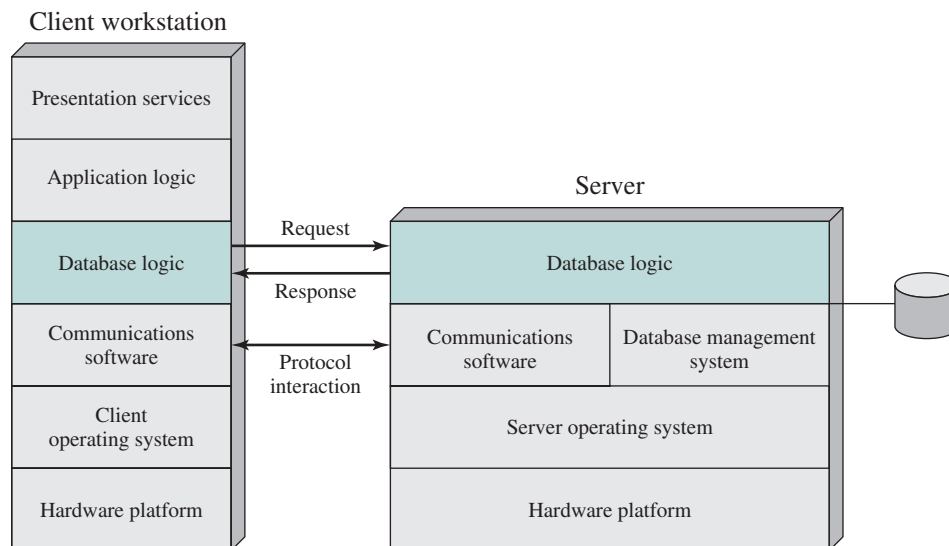 Client workstation
Presentation services
Application logic
Database logic
Communications
software
Client
operating system
Hardware platform
Request
Response
Protocol
interaction
Server
Database logic
Communications
software
Database management
system
Server operating system
Hardware platform